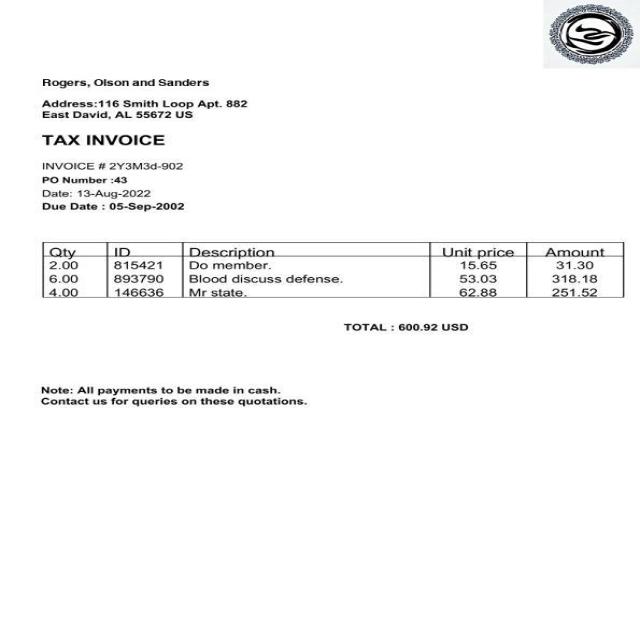 Rogers, Olson and Sanders
Address:116 Smith Loop Apt. 882
East David, AL 55672 US
TAX INVOICE
INVOICE # 2Y3M3d-902
PO Number :43
Date: 13-Aug-2022
Due Date : 05-Sep-2002
Qty ID Description Unit price Amount
2.00 815421 Do member. 15.65 31.30
6.00 893790 Blood discuss defense. 53.03 318.18
4.00 146636 Mr state. 62.88 251.52
TOTAL : 600.92 USD
Note: All payments to be made in cash.
Contact us for queries on these quotations.